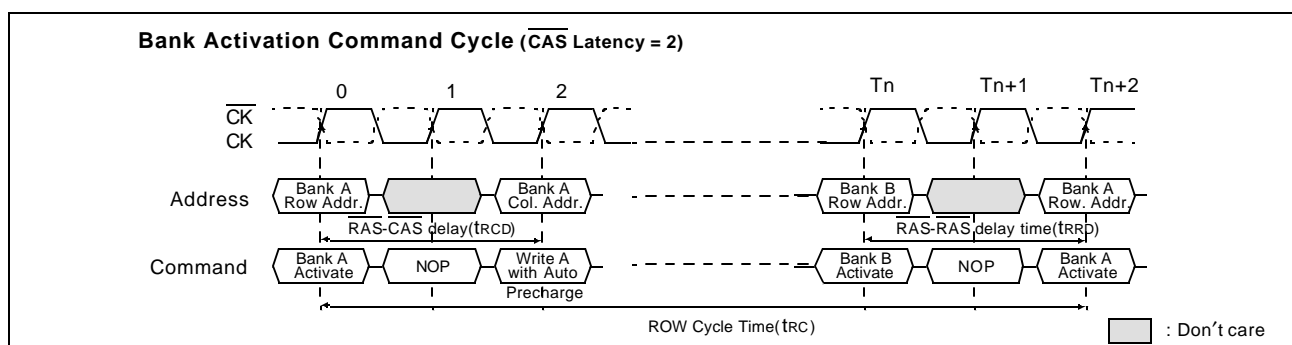 Bank Activation Command Cycle (CAS Latency = 2)
0 1 2 Tn Tn+1 Tn+2
CK
CK
Address
Bank A
Row Addr.
Bank A
Col. Addr.
Bank B
Row Addr.
Bank A
Row. Addr.
RAS-CAS delay(tRCD)
RAS-RAS delay time(tRRD)
Command
Bank A
Activate
NOP
Write A
with Auto
Precharge
Bank B
Activate
NOP
Bank A
Activate
ROW Cycle Time(tRC)
: Don′t care